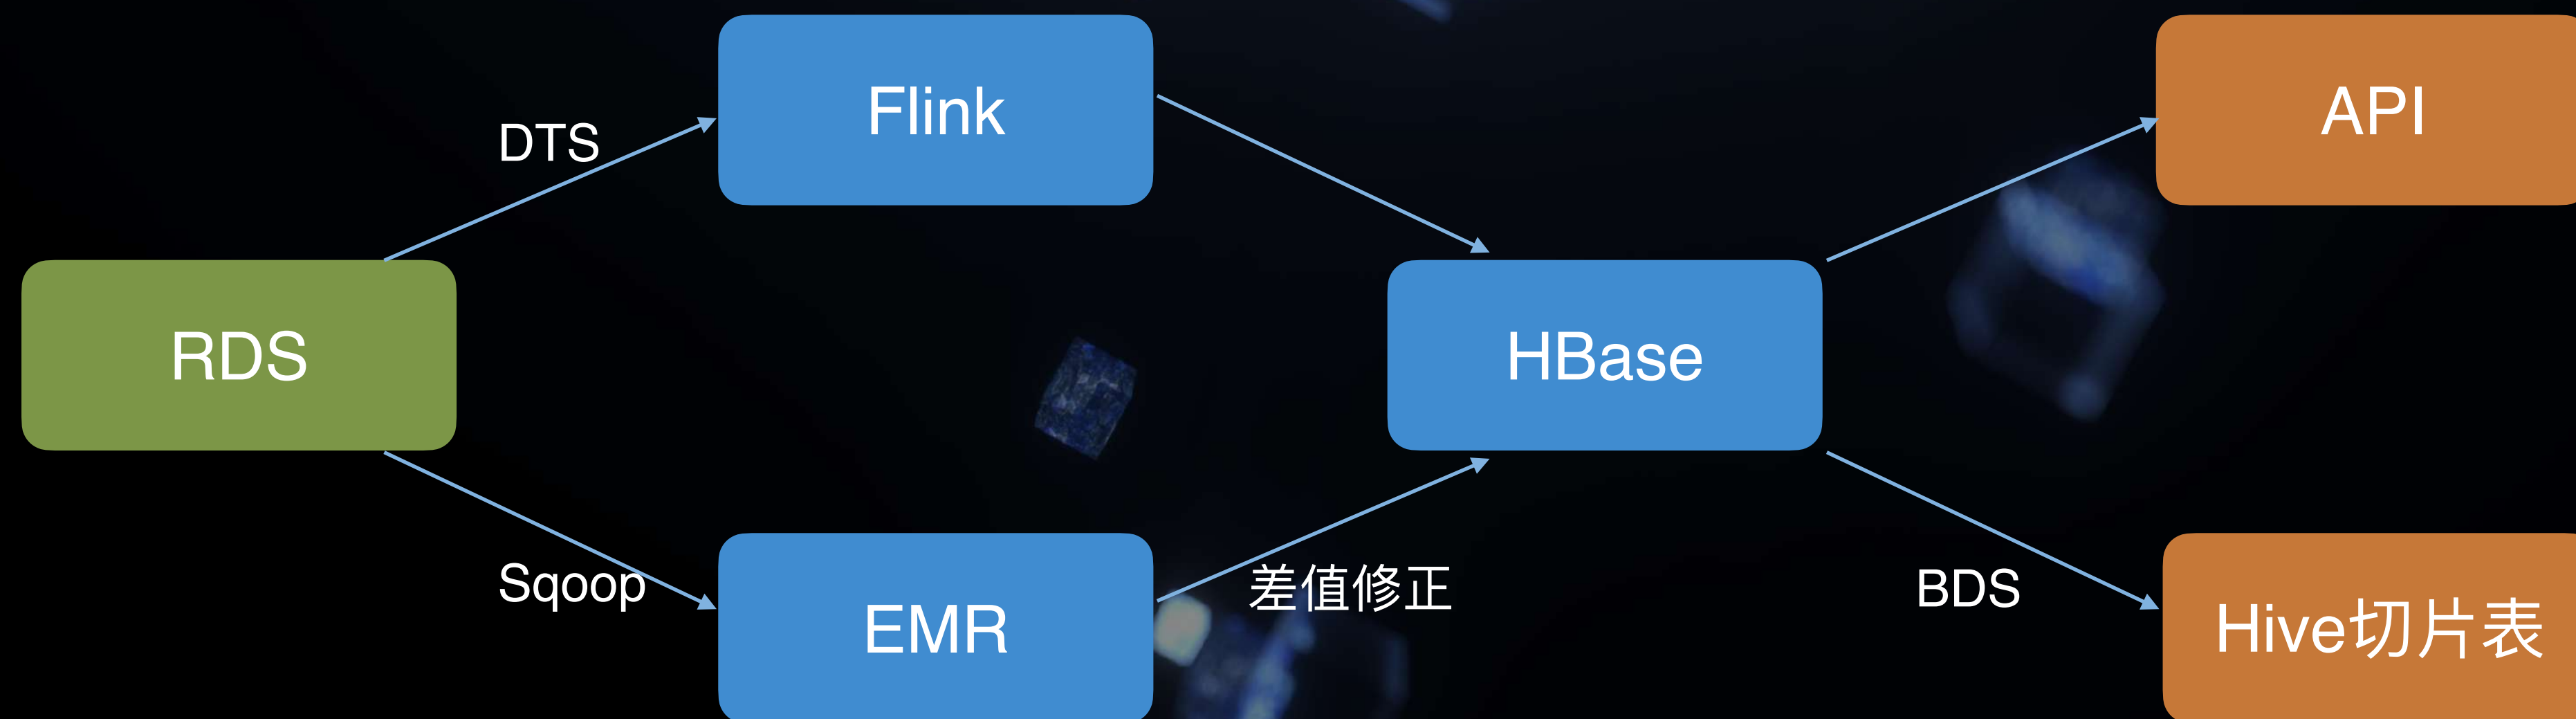 Flink
API
DTS
RDS
HBase
Sqoop
差值修正
BDS
EMR
Hive切片表